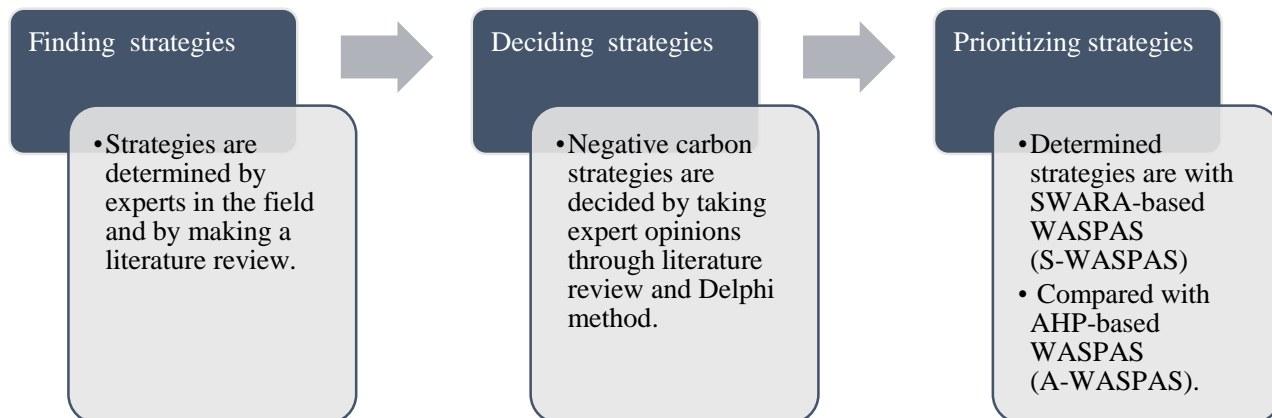 Finding strategies
•Strategies are
determined by
experts in the field
and by making a
literature review.
Deciding strategies
•Negative carbon
strategies are
decided by taking
expert opinions
through literature
review and Delphi
method.
Prioritizing strategies
•Determined
strategies are with
SWARA-based
WASPAS
(S-WASPAS)
• Compared with
AHP-based
WASPAS
(A-WASPAS).